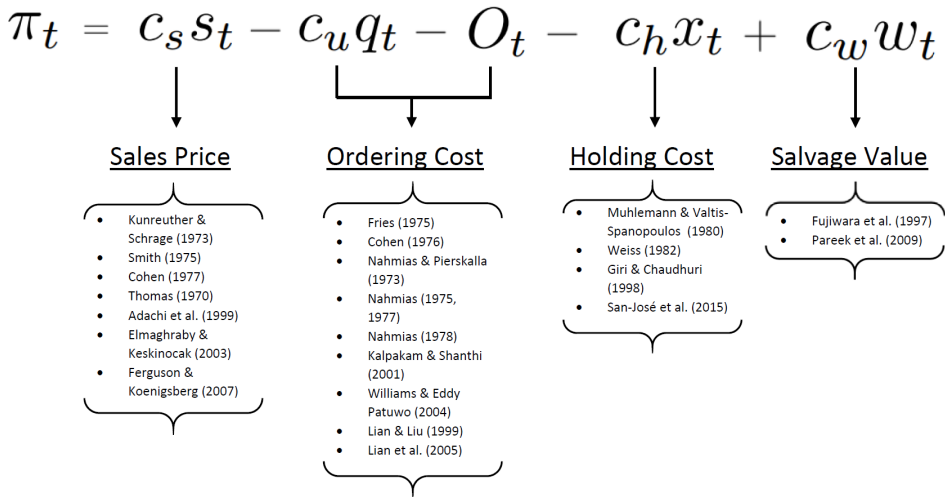 π_t = c_s s_t − c_u q_t − O_t − c_h x_t + c_w w_t
Sales Price
• Kunreuther &
Schrage (1973)
• Smith (1975)
• Cohen (1977)
• Thomas (1970)
• Adachi et al. (1999)
• Elmaghraby &
Keskinocak (2003)
• Ferguson &
Koenigsberg (2007)
Ordering Cost
• Fries (1975)
• Cohen (1976)
• Nahmias & Pierskalla
(1973)
• Nahmias (1975,
1977)
• Nahmias (1978)
• Kalpakam & Shanthi
(2001)
• Williams & Eddy
Patuwo (2004)
• Lian & Liu (1999)
• Lian et al. (2005)
Holding Cost
• Muhlemann & Valtis-
Spanopoulos (1980)
• Weiss (1982)
• Giri & Chaudhuri
(1998)
• San-José et al. (2015)
Salvage Value
• Fujiwara et al. (1997)
• Pareek et al. (2009)